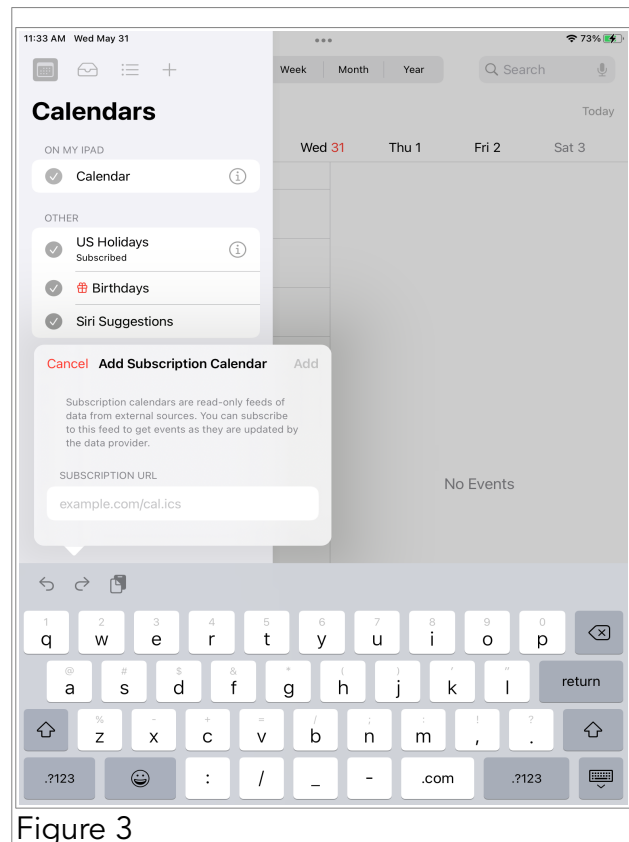 11:33 AM Wed May 31
73%
Week Month Year Search
Calendars
Today
ON MY IPAD
Wed 31 Thu 1 Fri 2 Sat 3
Calendar
OTHER
US Holidays
Subscribed
Birthdays
Siri Suggestions
Cancel Add Subscription Calendar Add
Subscription calendars are read-only feeds of
data from external sources. You can subscribe
to this feed to get events as they are updated by
the data provider.
SUBSCRIPTION URL
example.com/cal.ics
No Events
1 2 3 4 5 6 7 8 9 0
q w e r t y u i o p
@ # $ & * ( ) ' "
a s d f g h j k l return
% - + = / ; : ! ?
z x c v b n m , .
.?123 : / _ - .com .?123
Figure 3